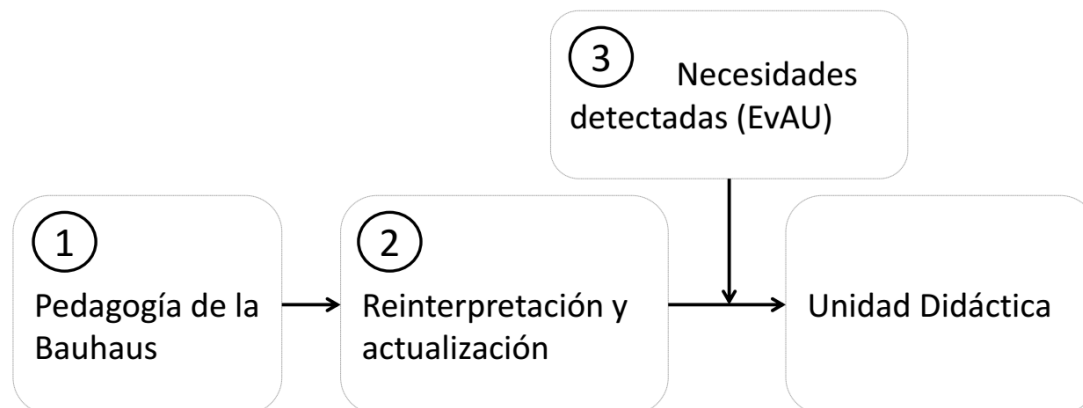 3 Necesidades
detectadas (EvAU)
1
Pedagogía de la
Bauhaus
2
Reinterpretación y
actualización
Unidad Didáctica